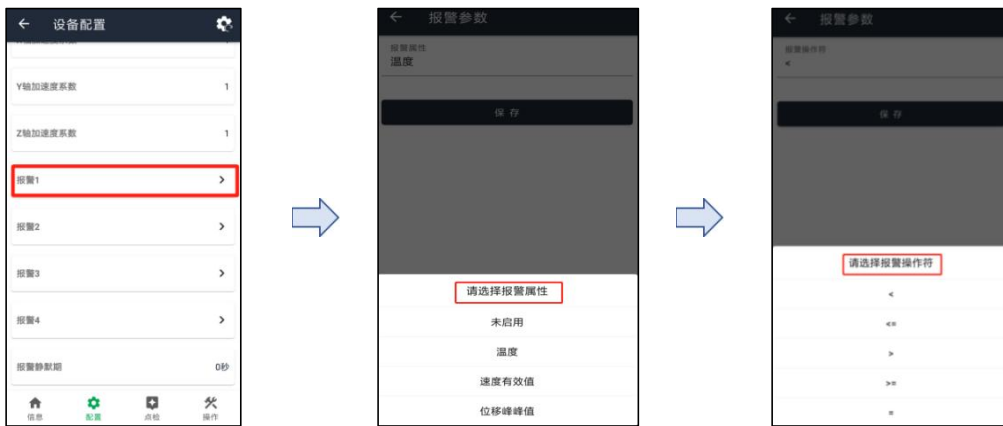 设备配置
Y轴加速度系数 1
Z轴加速度系数 1
报警1
报警2
报警3
报警4
报警静默期 0秒
信息 配置 点检 操作
报警参数
报警属性
温度
保存
请选择报警属性
未启用
温度
速度有效值
位移峰峰值
报警参数
报警操作符
<
保存
请选择报警操作符
<
<=
>
>=
=